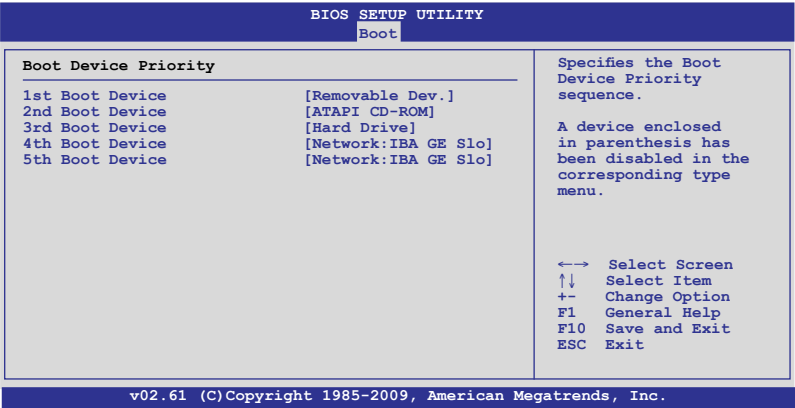 BIOS SETUP UTILITY
Boot
Boot Device Priority
1st Boot Device [Removable Dev.]
2nd Boot Device [ATAPI CD-ROM]
3rd Boot Device [Hard Drive]
4th Boot Device [Network:IBA GE Slo]
5th Boot Device [Network:IBA GE Slo]
Specifies the Boot
Device Priority
sequence.
A device enclosed
in parenthesis has
been disabled in the
corresponding type
menu.
←→ Select Screen
↑↓ Select Item
+- Change Option
F1 General Help
F10 Save and Exit
ESC Exit
v02.61 (C)Copyright 1985-2009, American Megatrends, Inc.